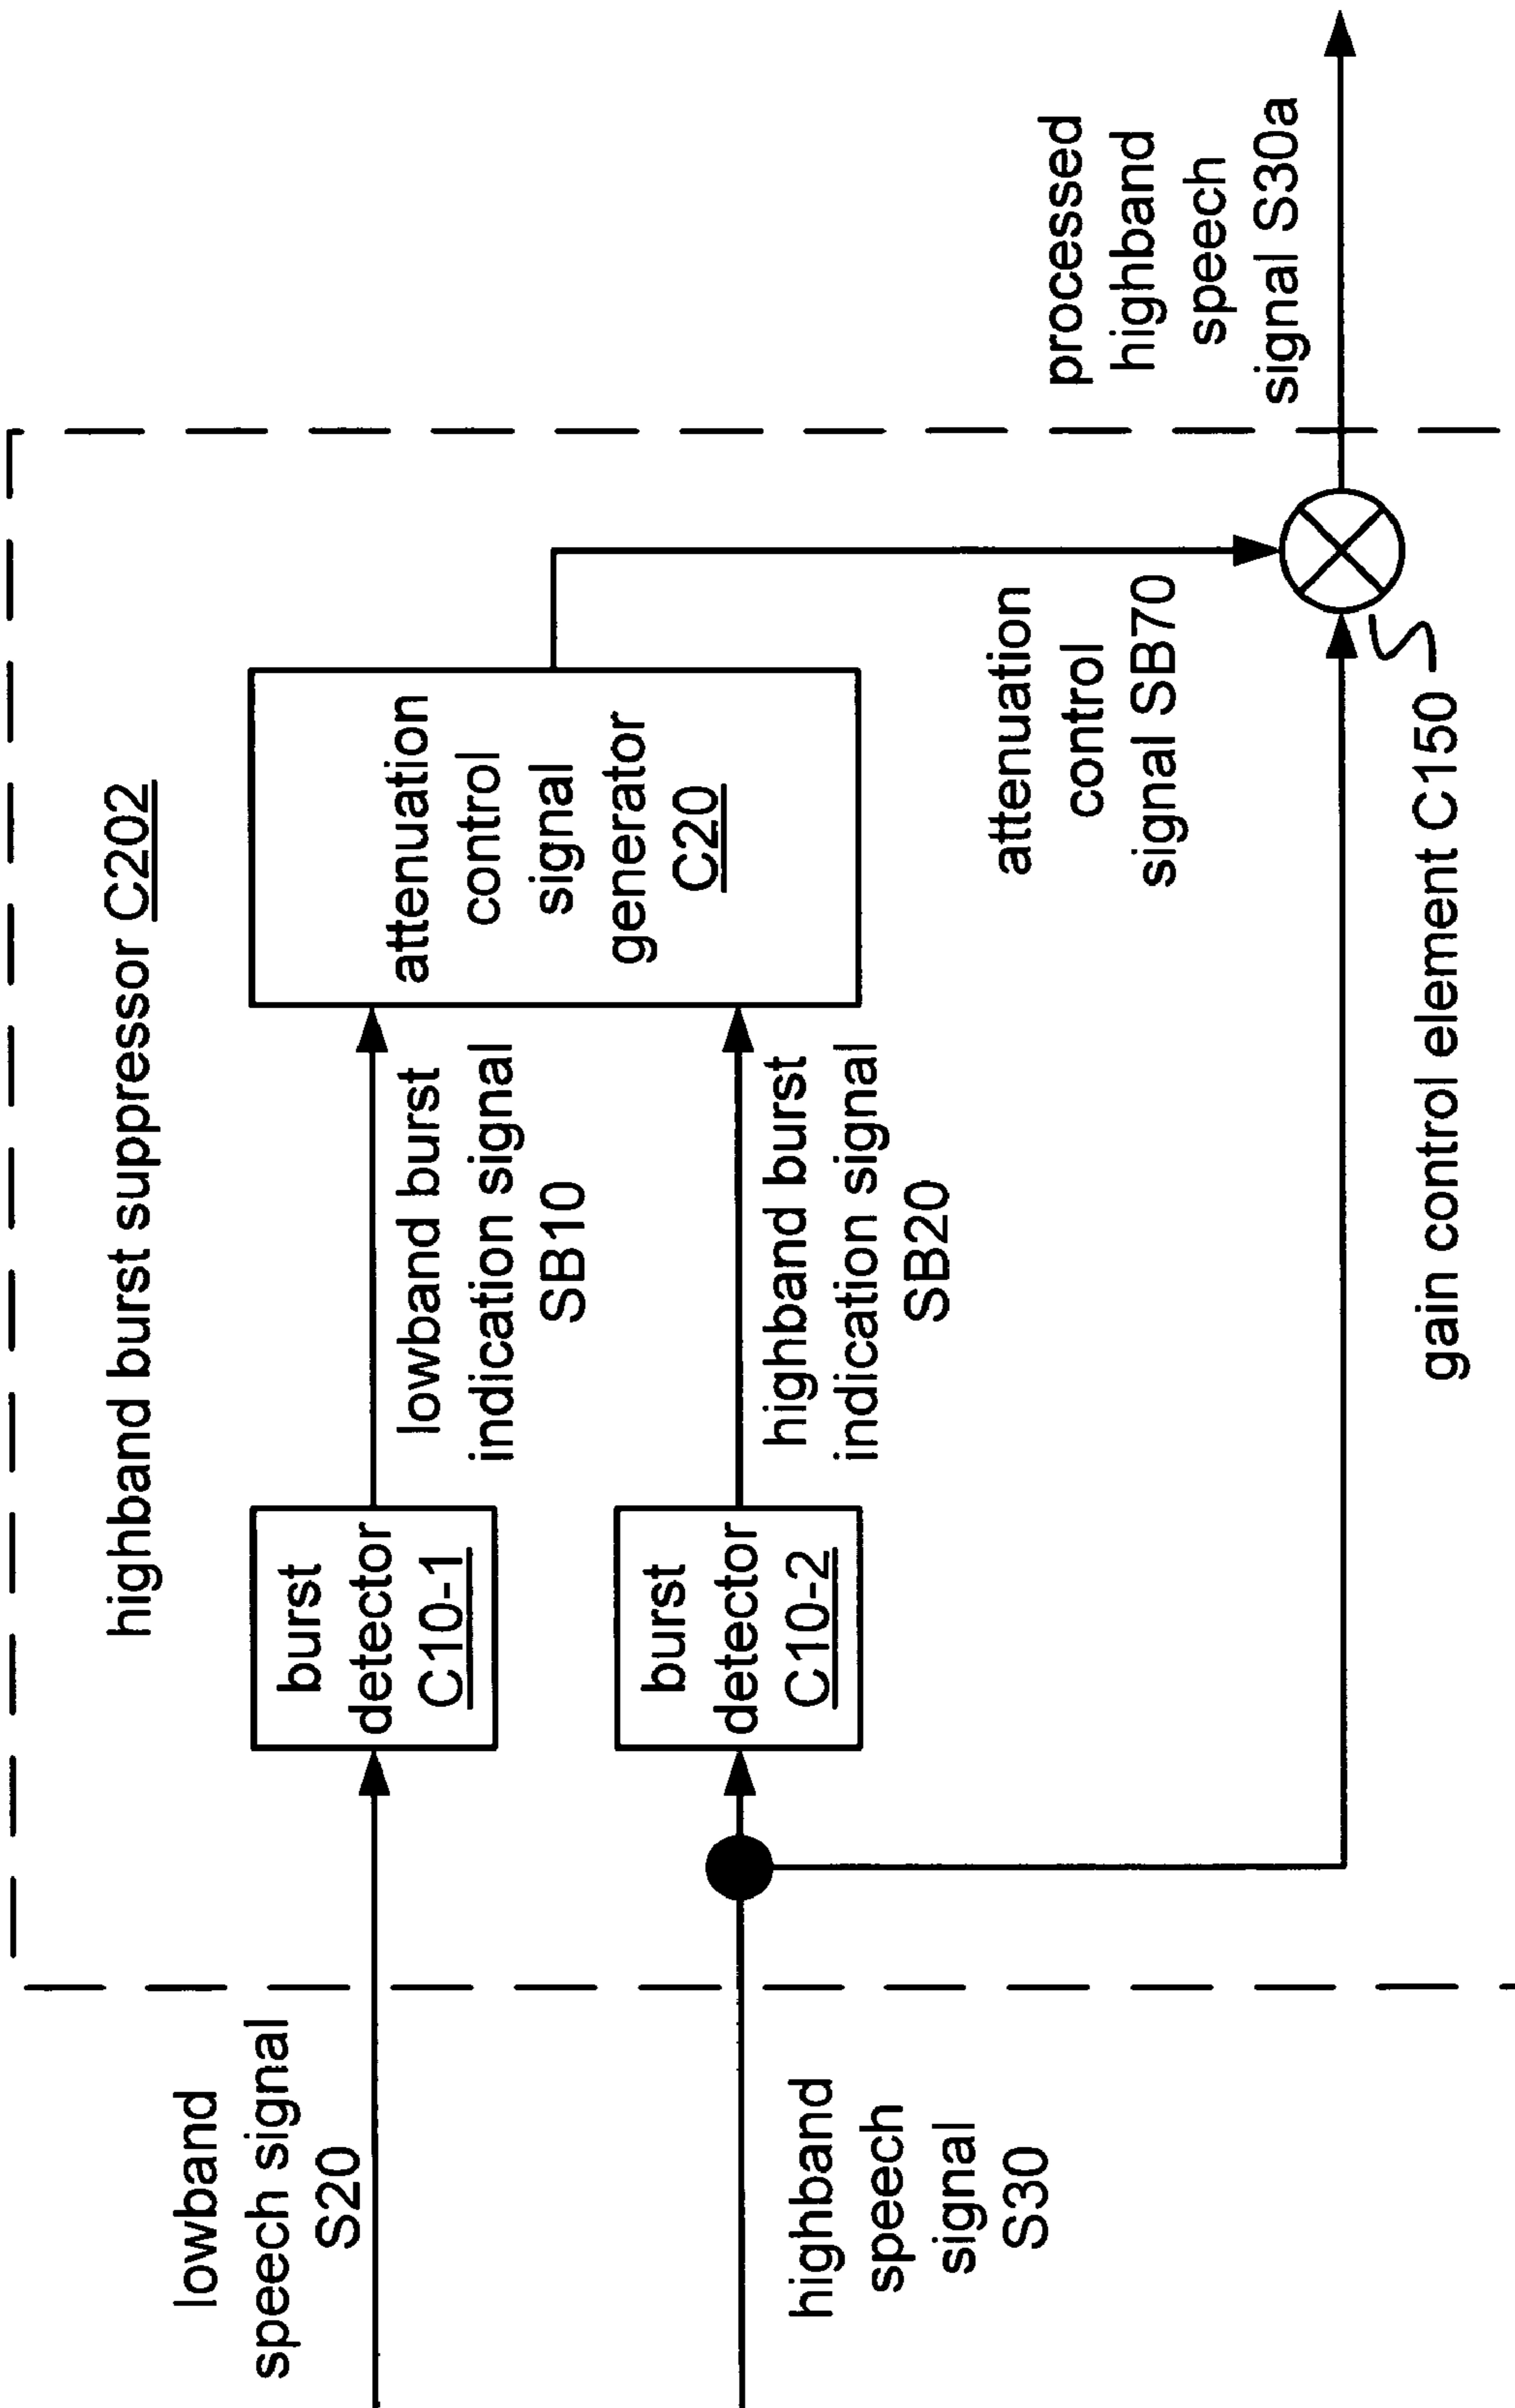 highband burst suppressor C202
lowband
speech signal
S20
burst
detector
C10-1
lowband burst
indication signal
SB10
attenuation
control
signal
generator
C20
highband
speech
signal
S30
burst
detector
C10-2
highband burst
indication signal
SB20
attenuation
control
signal SB70
gain control element C150
processed
highband
speech
signal S30a